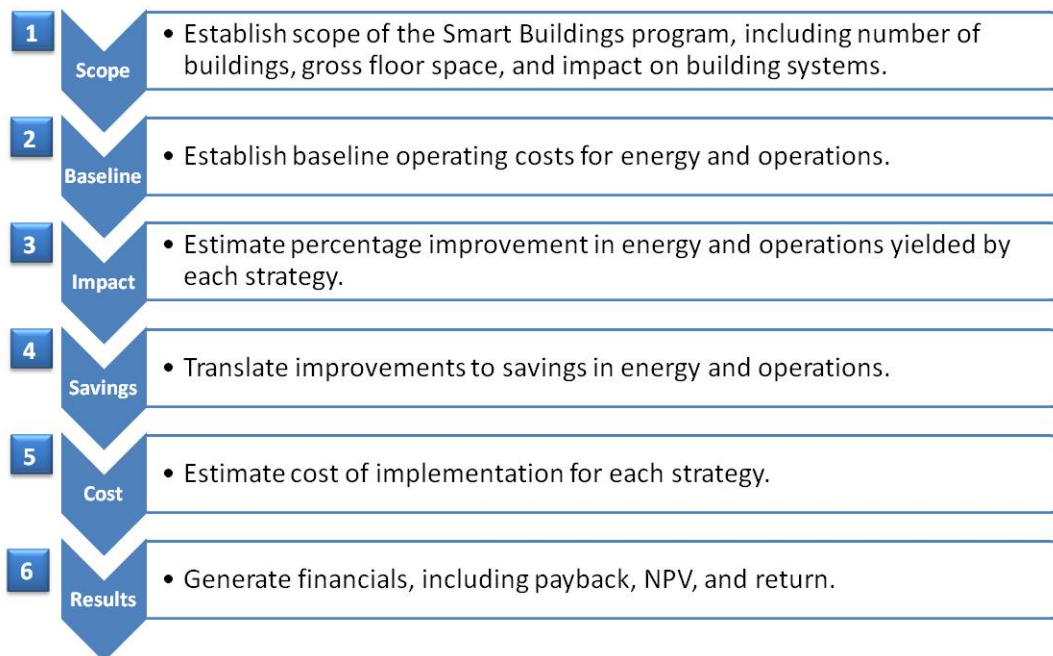 1
Scope
• Establish scope of the Smart Buildings program, including number of
buildings, gross floor space, and impact on building systems.
2
Baseline
• Establish baseline operating costs for energy and operations.
3
Impact
• Estimate percentage improvement in energy and operations yielded by
each strategy.
4
Savings
• Translate improvements to savings in energy and operations.
5
Cost
• Estimate cost of implementation for each strategy.
6
Results
• Generate financials, including payback, NPV, and return.